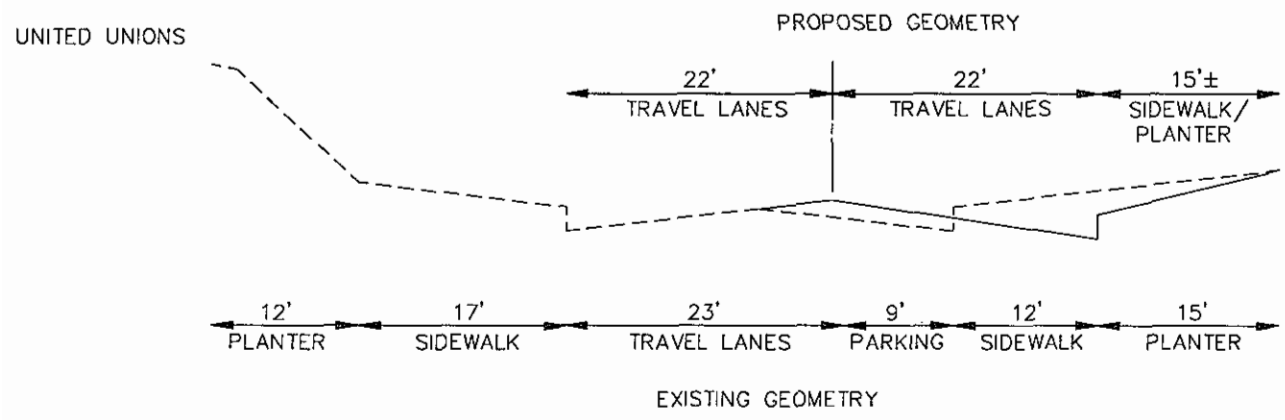 PROPOSED GEOMETRY
UNITED UNIONS
22' 22' 15'±
TRAVEL LANES TRAVEL LANES SIDEWALK/
PLANTER
12' 17' 23' 9' 12' 15'
PLANTER SIDEWALK TRAVEL LANES PARKING SIDEWALK PLANTER
EXISTING GEOMETRY